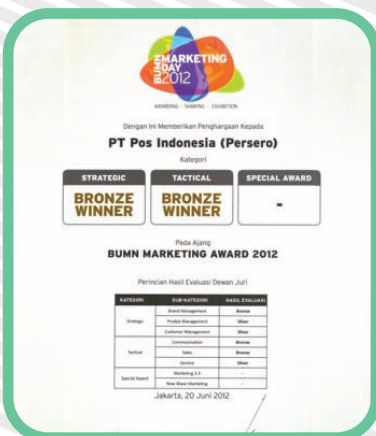 BUMN
MARKETING
DAY
2012
AWARDING - SHARING - EXHIBITION
Dengan Ini Memberikan Penghargaan Kepada
PT Pos Indonesia (Persero)
Kategori
STRATEGIC TACTICAL SPECIAL AWARD
BRONZE BRONZE -
WINNER WINNER
Pada Ajang
BUMN MARKETING AWARD 2012
Perincian Hasil Evaluasi Dewan Juri
KATEGORI SUB-KATEGORI HASIL EVALUASI
Strategic Brand Management Bronze
Produk Management Silver
Customer Management Silver
Tactical Communication Bronze
Sales Bronze
Service Silver
Special Award Marketing 3.0 -
New Wave Marketing -
Jakarta, 20 Juni 2012